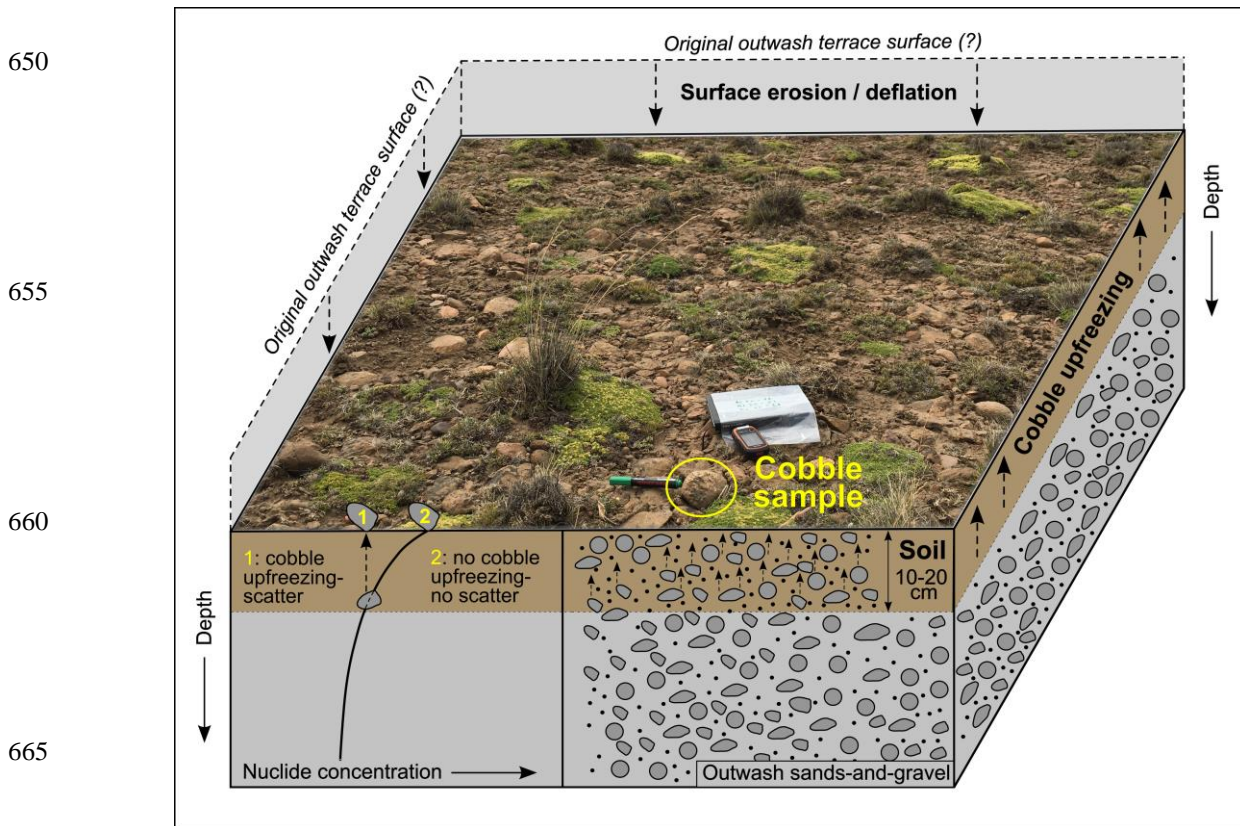 650
Original outwash terrace surface (?)
Surface erosion / deflation
Original outwash terrace surface (?)
Depth
655
Cobble upfreezing
Cobble
sample
660
1
2
1: cobble
upfreezing-
scatter
2: no cobble
upfreezing-
no scatter
Soil
10-20
cm
Depth
665
Nuclide concentration
Outwash sands-and-gravel